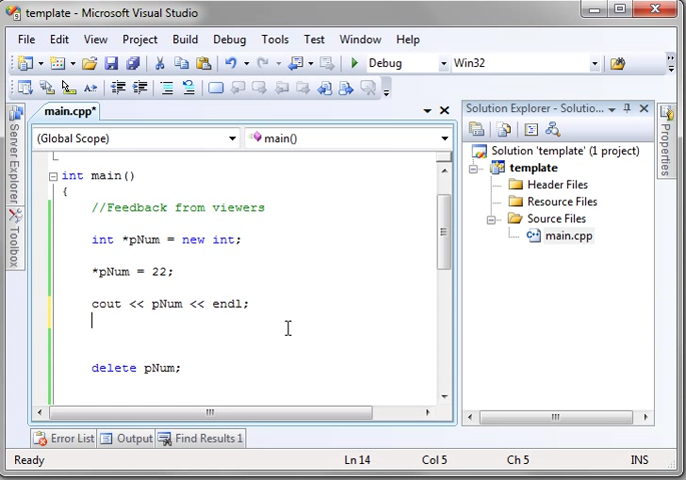 template - Microsoft Visual Studio
File Edit View Project Build Debug Tools Test Window Help
Debug Win32
main.cpp*
(Global Scope) main()
int main()
{
//Feedback from viewers
int *pNum = new int;
*pNum = 22;
cout << pNum << endl;
delete pNum;
Server Explorer
Toolbox
Solution Explorer - Solutio...
Solution 'template' (1 project)
template
Header Files
Resource Files
Source Files
main.cpp
Properties
Error List Output Find Results 1
Ready Ln 14 Col 5 Ch 5 INS